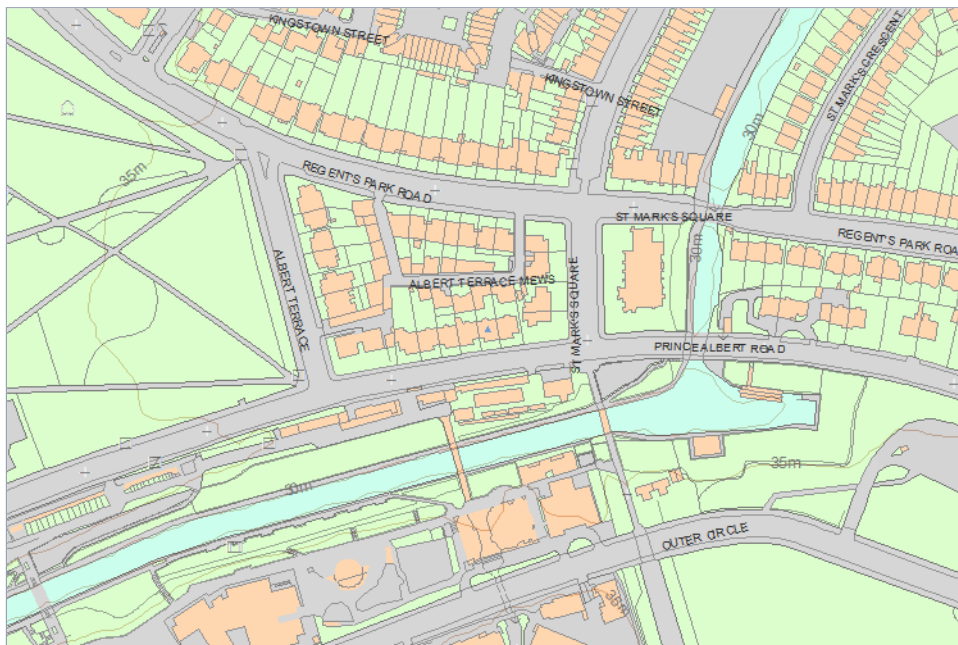 KINGSTOWN STREET
ST MARK'S CRESCENT
KINGSTOWN STREET
30m
35m
REGENT'S PARK ROAD
ST MARK'S SQUARE
REGENT'S PARK ROA
30m
ALBERT TERRACE
ALBERT TERRACE MEWS
ST MARK'S SQUARE
PRINCE ALBERT ROAD
35m
30m
OUTER CIRCLE
35m